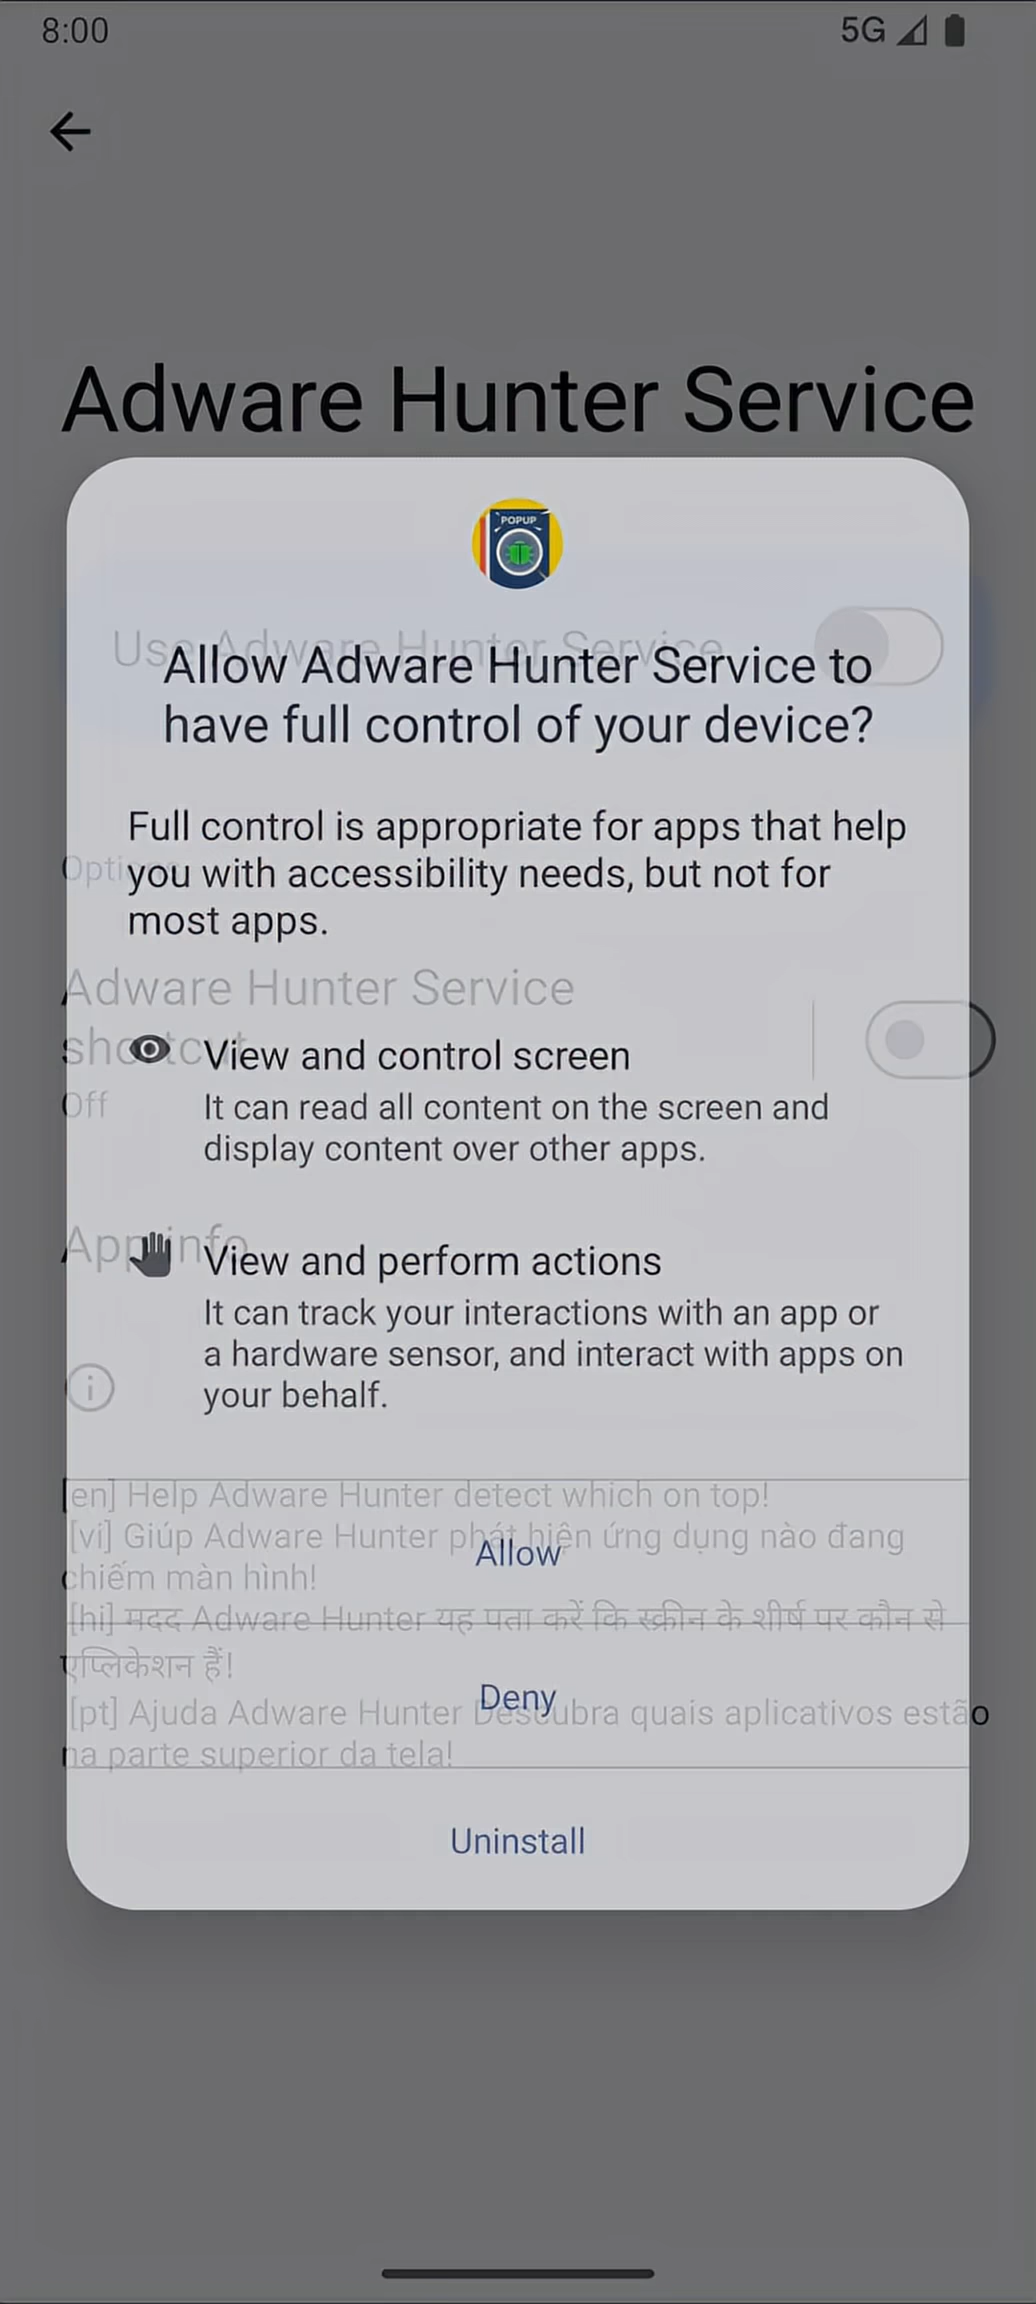 8:00
5G
Adware Hunter Service
POPUP
Use Adware Hunter Service
Allow Adware Hunter Service to
have full control of your device?
Full control is appropriate for apps that help
Options
you with accessibility needs, but not for
most apps.
Adware Hunter Service
shortcut
View and control screen
Off
It can read all content on the screen and
display content over other apps.
App info
View and perform actions
It can track your interactions with an app or
a hardware sensor, and interact with apps on
your behalf.
[en] Help Adware Hunter detect which on top!
[vi] Giúp Adware Hunter phát hiện ứng dụng nào đang
Allow
chiếm màn hình!
[hi] मदद Adware Hunter यह पता करें कि स्क्रीन के शीर्ष पर कौन से
एप्लिकेशन हैं!
Deny
[pt] Ajuda Adware Hunter Descubra quais aplicativos estão
na parte superior da tela!
Uninstall